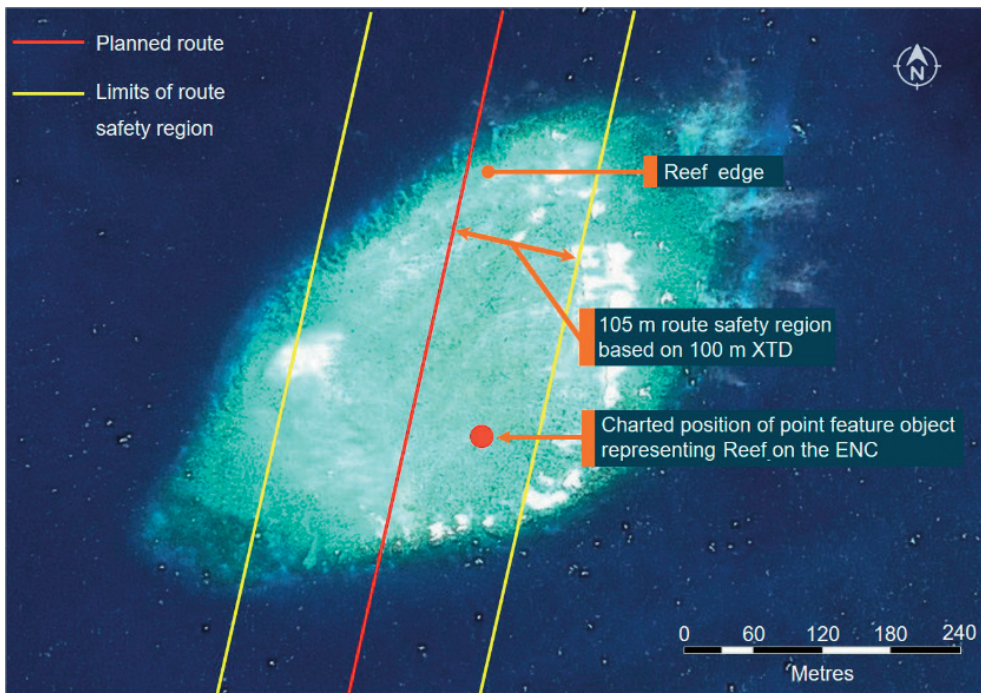 Planned route
Limits of route
safety region
N
Reef edge
105 m route safety region
based on 100 m XTD
Charted position of point feature object
representing Reef on the ENC
0 60 120 180 240
Metres